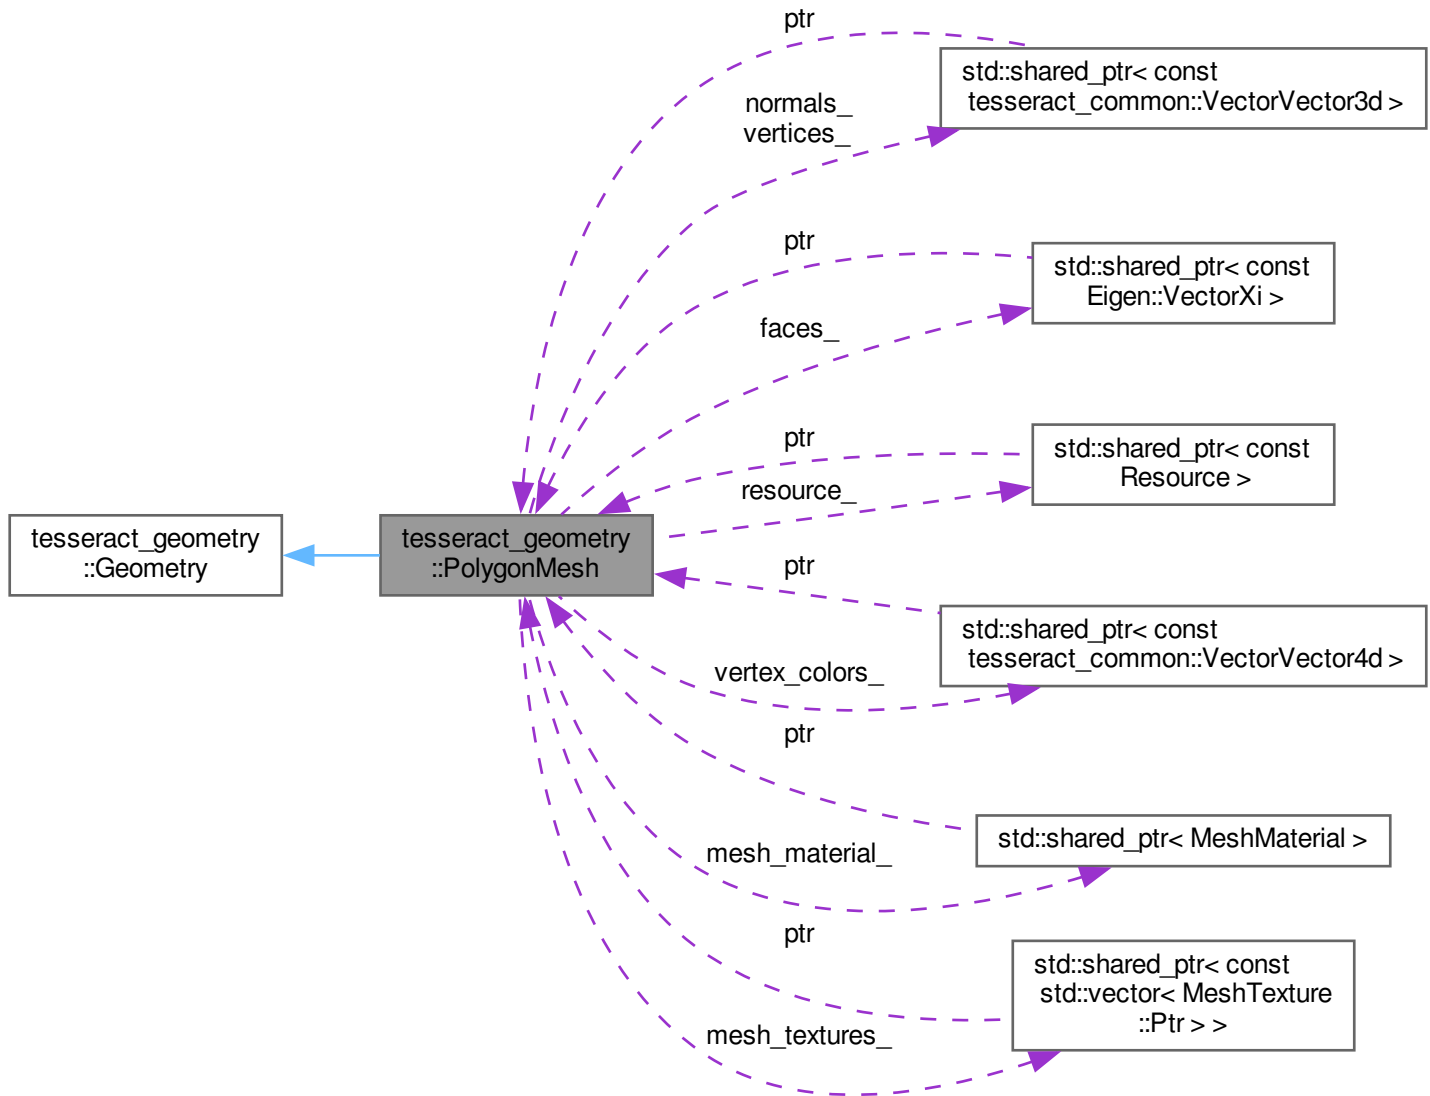 ptr
std::shared_ptr< const
tesseract_common::VectorVector3d >
normals_
vertices_
ptr
std::shared_ptr< const
Eigen::VectorXi >
faces_
ptr
std::shared_ptr< const
Resource >
resource_
tesseract_geometry
::Geometry
tesseract_geometry
::PolygonMesh
ptr
std::shared_ptr< const
tesseract_common::VectorVector4d >
vertex_colors_
ptr
std::shared_ptr< MeshMaterial >
mesh_material_
ptr
std::shared_ptr< const
std::vector< MeshTexture
::Ptr > >
mesh_textures_